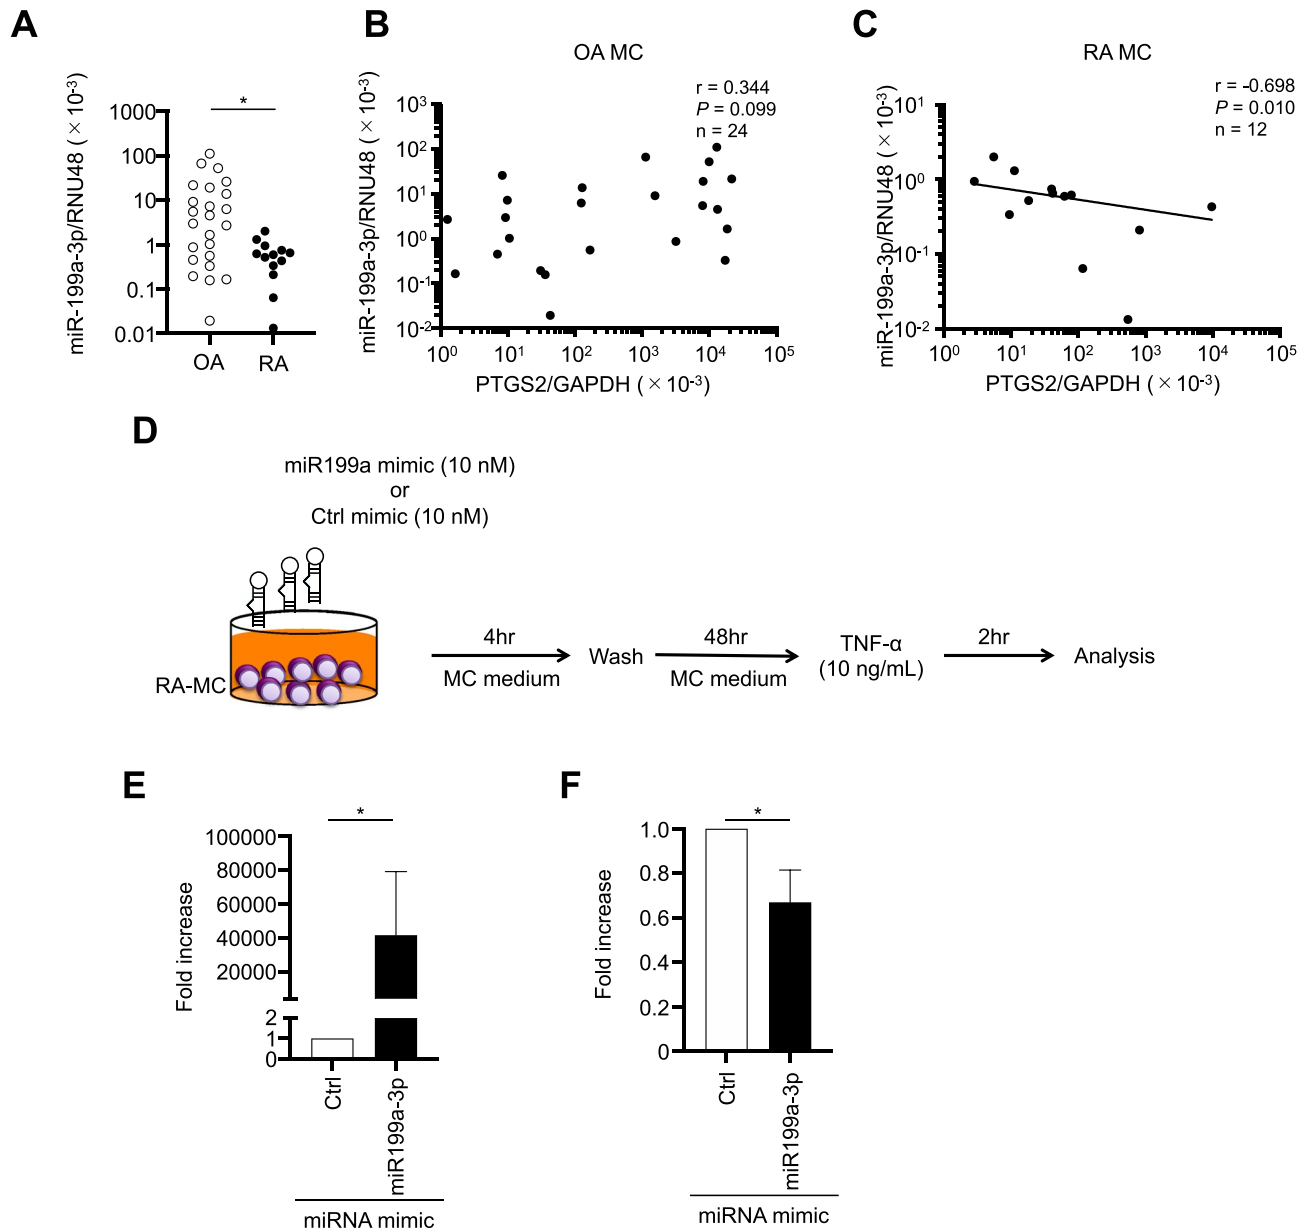 A
miR-199a-3p/RNU48 (×10-3)
1000
100
10
1
0.1
0.01
*
OA
RA
B
OA MC
r = 0.344
P = 0.099
n = 24
miR-199a-3p/RNU48 (×10-3)
103
102
101
100
10-1
10-2
100
101
102
103
104
105
PTGS2/GAPDH (×10-3)
C
RA MC
r = -0.698
P = 0.010
n = 12
miR-199a-3p/RNU48 (×10-3)
101
100
10-1
10-2
100
101
102
103
104
105
PTGS2/GAPDH (×10-3)
D
miR199a mimic (10 nM)
or
Ctrl mimic (10 nM)
RA-MC
4hr
MC medium
Wash
48hr
MC medium
TNF-α
(10 ng/mL)
2hr
Analysis
E
Fold increase
100000
80000
60000
40000
20000
2
1
0
*
Ctrl
miR199a-3p
miRNA mimic
F
Fold increase
1.0
0.8
0.6
0.4
0.2
0
*
Ctrl
miR199a-3p
miRNA mimic